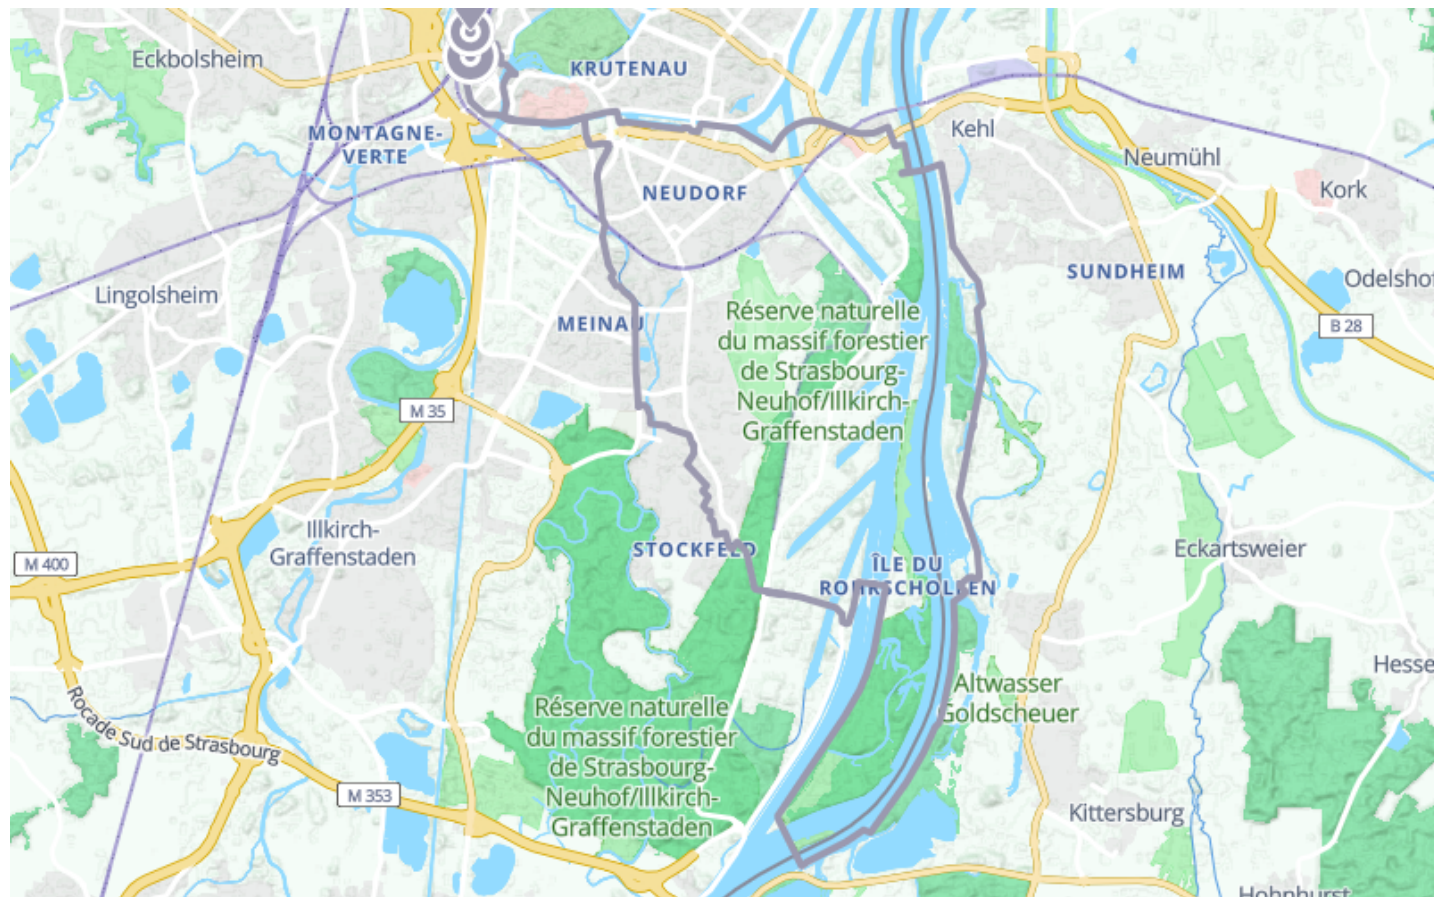 Eckbolsheim
KRUTENAU
MONTAGNE-
VERTE
Kehl
Neumühl
Kork
NEUDORF
SUNDHEIM
Odelshof
Lingolsheim
MEINAU
Réserve naturelle
du massif forestier
de Strasbourg-
Neuhof/Illkirch-
Graffenstaden
B 28
M 35
Illkirch-
Graffenstaden
STOCKFELD
Eckartsweier
M 400
ÎLE DU
ROHRSCHOLLEN
Hesse
Altwasser
Goldscheuer
Réserve naturelle
du massif forestier
de Strasbourg-
Neuhof/Illkirch-
Graffenstaden
Rocade Sud de Strasbourg
M 353
Kittersburg
Hohnhurst